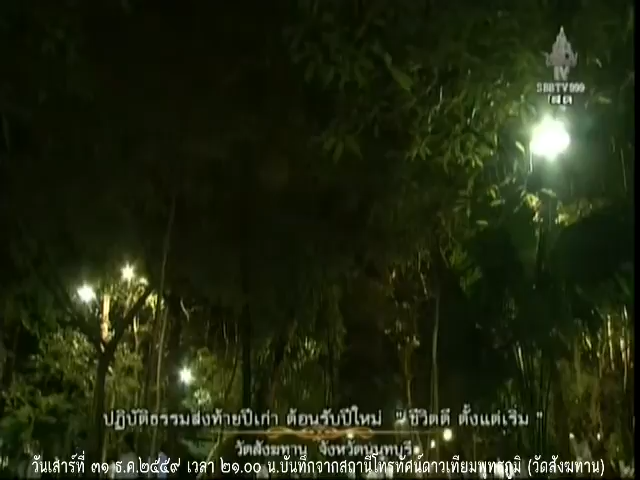 SBBTV999
สด
ปฏิบัติธรรมส่งท้ายปีเก่า ต้อนรับปีใหม่ " ชีวิตดี ตั้งแต่เริ่ม "
วัดสังฆทาน จังหวัดนนทบุรี
วันเสาร์ที่ ๓๑ ธ.ค.๒๕๕๙ เวลา ๒๑.๐๐ น.บันทึกจากสถานีโทรทัศน์ดาวเทียมพุทธภูมิ (วัดสังฆทาน)